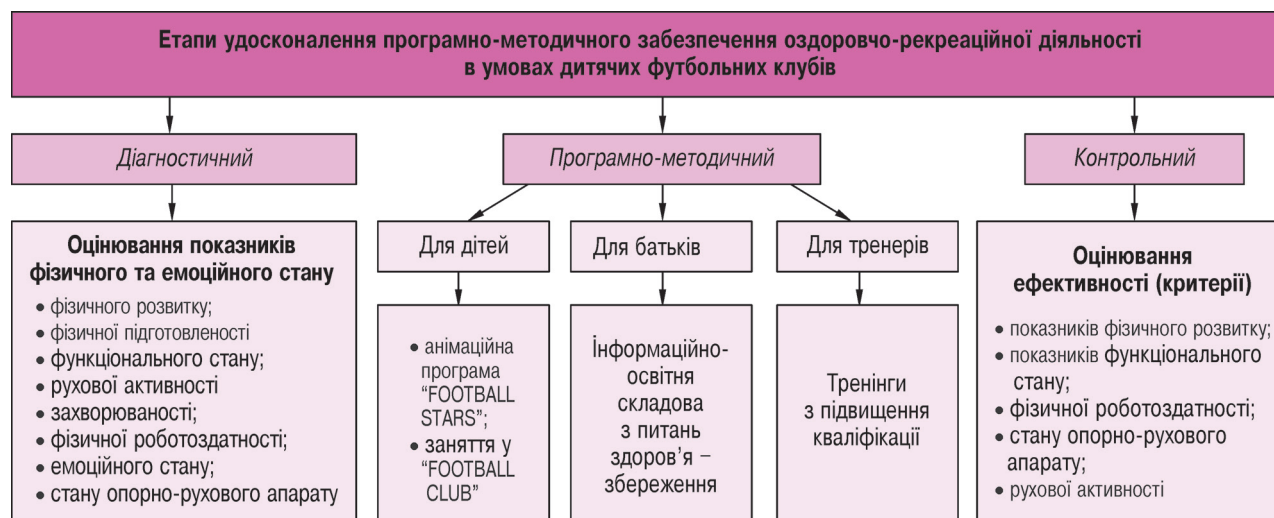 Етапи удосконалення програмно-методичного забезпечення оздоровчо-рекреаційної діяльності
в умовах дитячих футбольних клубів
Діагностичний
Програмно-методичний
Контрольний
Оцінювання показників
фізичного та емоційного стану
• фізичного розвитку;
• фізичної підготовленості
• функціонального стану;
• рухової активності
• захворюваності;
• фізичної роботоздатності;
• емоційного стану;
• стану опорно-рухового апарату
Для дітей
• анімаційна
програма
“FOOTBALL
STARS”;
• заняття у
“FOOTBALL
CLUB”
Для батьків
Інформаційно-
освітня
складова
з питань
здоров’я –
збереження
Для тренерів
Тренінги
з підвищення
кваліфікації
Оцінювання
ефективності (критерії)
• показників фізичного розвитку;
• показників функціонального
стану;
• фізичної роботоздатності;
• стану опорно-рухового
апарату;
• рухової активності